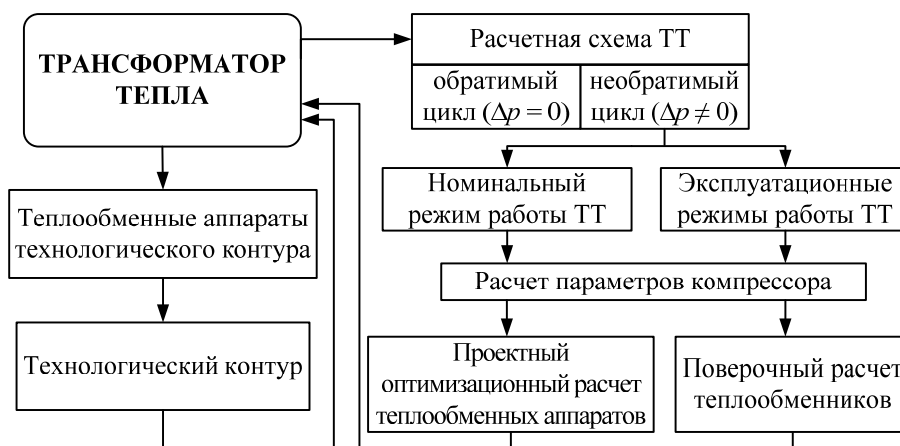 ТРАНСФОРМАТОР
ТЕПЛА
Расчетная схема ТТ
обратимый
цикл (Δp = 0)
необратимый
цикл (Δp ≠ 0)
Номинальный
режим работы ТТ
Эксплуатационные
режимы работы ТТ
Теплообменные аппараты
технологического контура
Расчет параметров компрессора
Технологический контур
Проектный
оптимизационный расчет
теплообменных аппаратов
Поверочный расчет
теплообменников